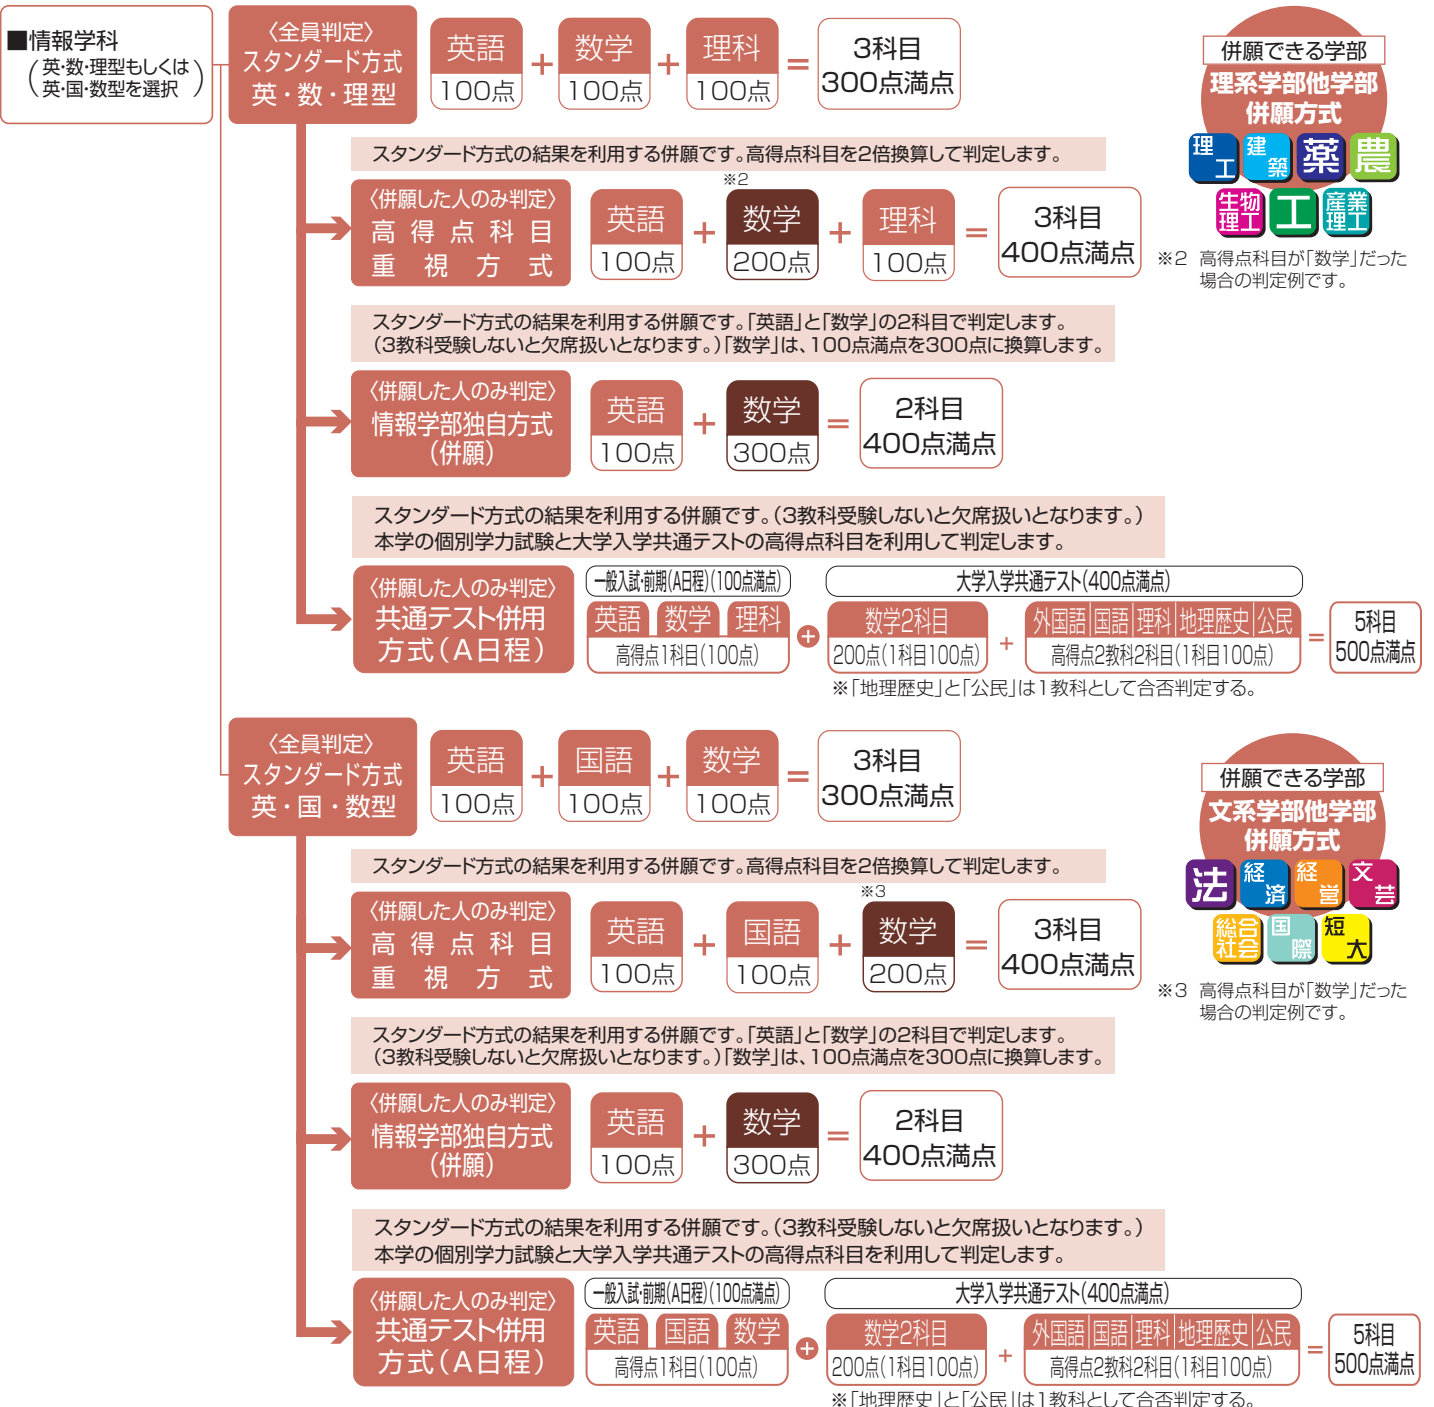 ■情報学科
(英・数・理型もしくは
英・国・数型を選択)
〈全員判定〉
スタンダード方式
英・数・理型
英語 + 数学 + 理科 = 3科目
100点 100点 100点 300点満点
併願できる学部
理系学部他学部
併願方式
理工 建築 薬 農
生物理工 工 産業理工
※2 高得点科目が「数学」だった
場合の判定例です。
スタンダード方式の結果を利用する併願です。高得点科目を2倍換算して判定します。
〈併願した人のみ判定〉
高得点科目
重視方式
※2
英語 + 数学 + 理科 = 3科目
100点 200点 100点 400点満点
スタンダード方式の結果を利用する併願です。「英語」と「数学」の2科目で判定します。
(3教科受験しないと欠席扱いとなります。)「数学」は、100点満点を300点に換算します。
〈併願した人のみ判定〉
情報学部独自方式
(併願)
英語 + 数学 = 2科目
100点 300点 400点満点
スタンダード方式の結果を利用する併願です。(3教科受験しないと欠席扱いとなります。)
本学の個別学力試験と大学入学共通テストの高得点科目を利用して判定します。
〈併願した人のみ判定〉
共通テスト併用
方式(A日程)
一般入試・前期(A日程)(100点満点) 大学入学共通テスト(400点満点)
英語 数学 理科 + 数学2科目 + 外国語|国語|理科|地理歴史|公民 = 5科目
高得点1科目(100点) 200点(1科目100点) 高得点2教科2科目(1科目100点) 500点満点
※「地理歴史」と「公民」は1教科として合否判定する。
〈全員判定〉
スタンダード方式
英・国・数型
英語 + 国語 + 数学 = 3科目
100点 100点 100点 300点満点
併願できる学部
文系学部他学部
併願方式
法 経済 経営 文芸
総合社会 国際 短大
※3 高得点科目が「数学」だった
場合の判定例です。
スタンダード方式の結果を利用する併願です。高得点科目を2倍換算して判定します。
〈併願した人のみ判定〉
高得点科目
重視方式
※3
英語 + 国語 + 数学 = 3科目
100点 100点 200点 400点満点
スタンダード方式の結果を利用する併願です。「英語」と「数学」の2科目で判定します。
(3教科受験しないと欠席扱いとなります。)「数学」は、100点満点を300点に換算します。
〈併願した人のみ判定〉
情報学部独自方式
(併願)
英語 + 数学 = 2科目
100点 300点 400点満点
スタンダード方式の結果を利用する併願です。(3教科受験しないと欠席扱いとなります。)
本学の個別学力試験と大学入学共通テストの高得点科目を利用して判定します。
〈併願した人のみ判定〉
共通テスト併用
方式(A日程)
一般入試・前期(A日程)(100点満点) 大学入学共通テスト(400点満点)
英語 国語 数学 + 数学2科目 + 外国語|国語|理科|地理歴史|公民 = 5科目
高得点1科目(100点) 200点(1科目100点) 高得点2教科2科目(1科目100点) 500点満点
※「地理歴史」と「公民」は1教科として合否判定する。